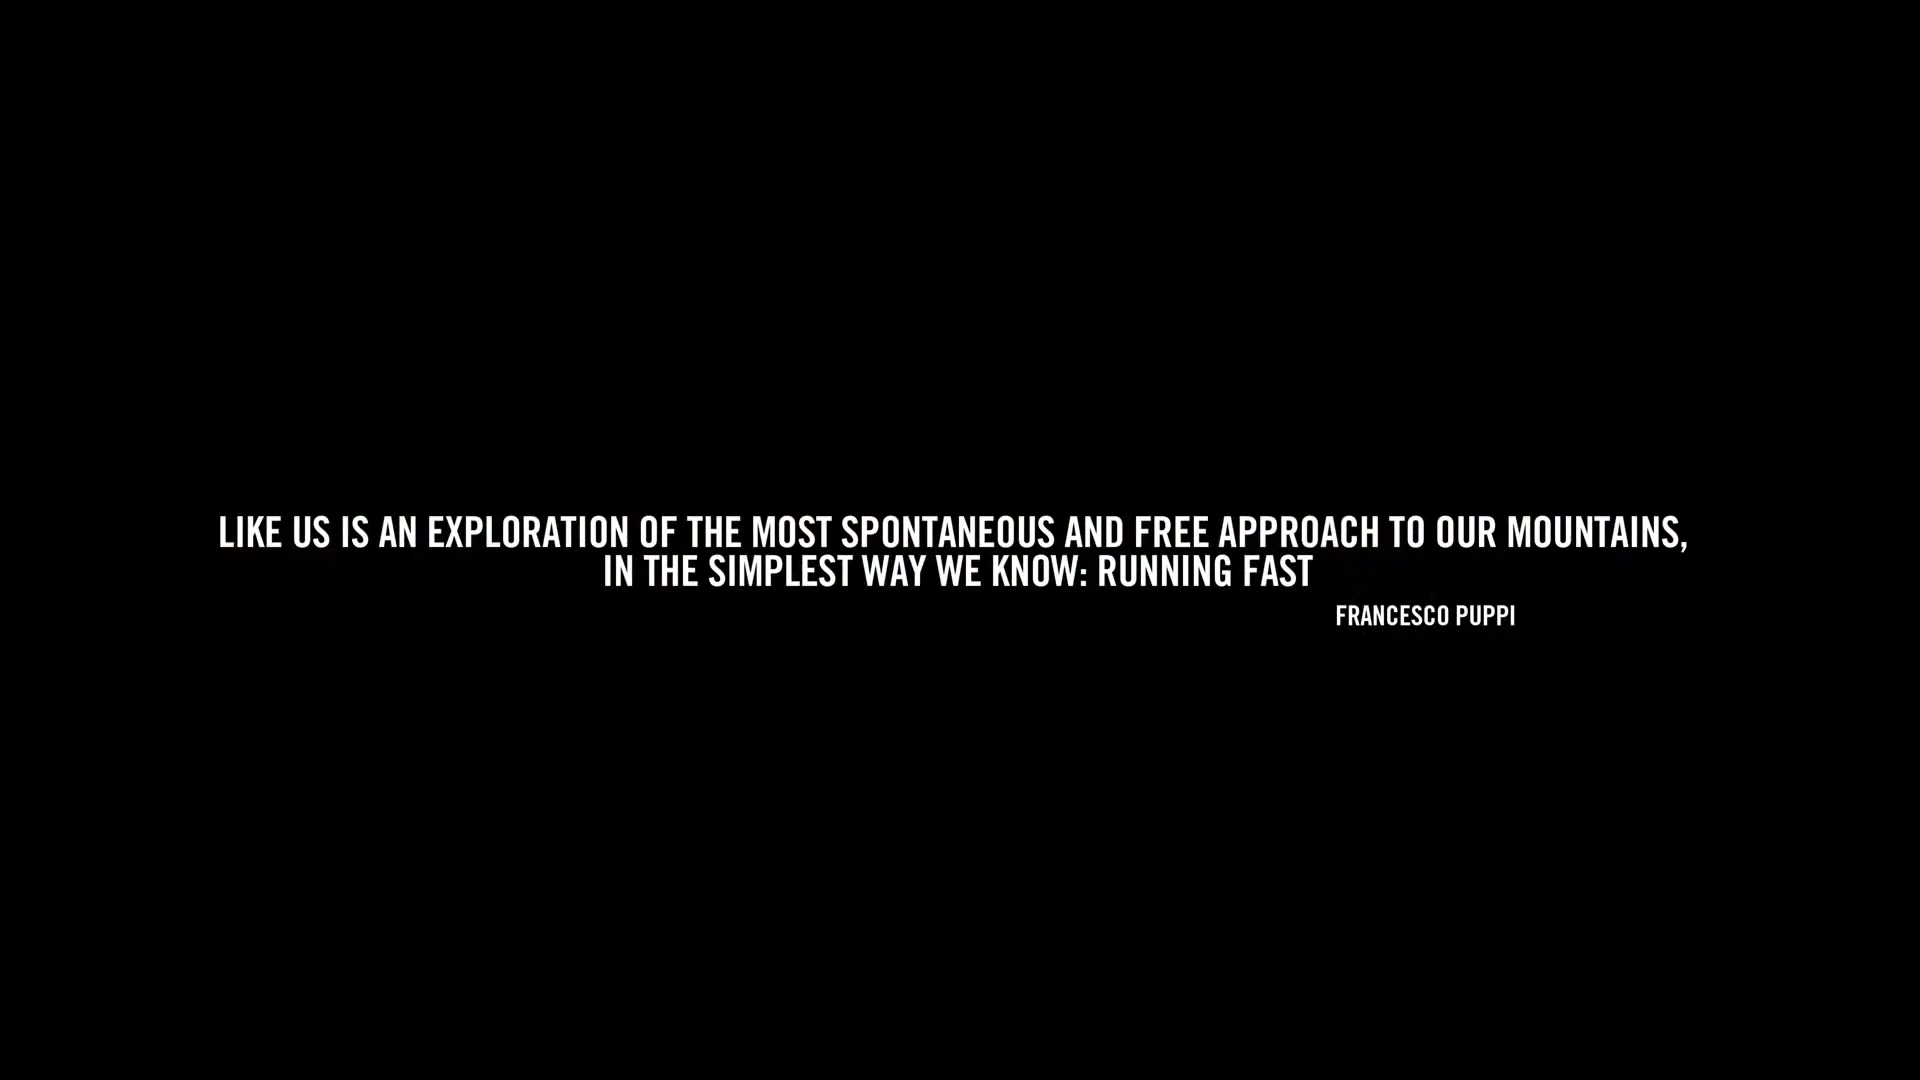 LIKE US IS AN EXPLORATION OF THE MOST SPONTANEOUS AND FREE APPROACH TO OUR MOUNTAINS,
IN THE SIMPLEST WAY WE KNOW: RUNNING FAST
FRANCESCO PUPPI